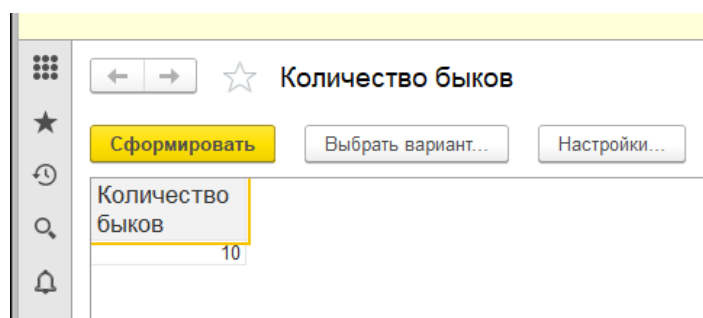 Количество быков
Сформировать Выбрать вариант... Настройки...
Количество
быков
10